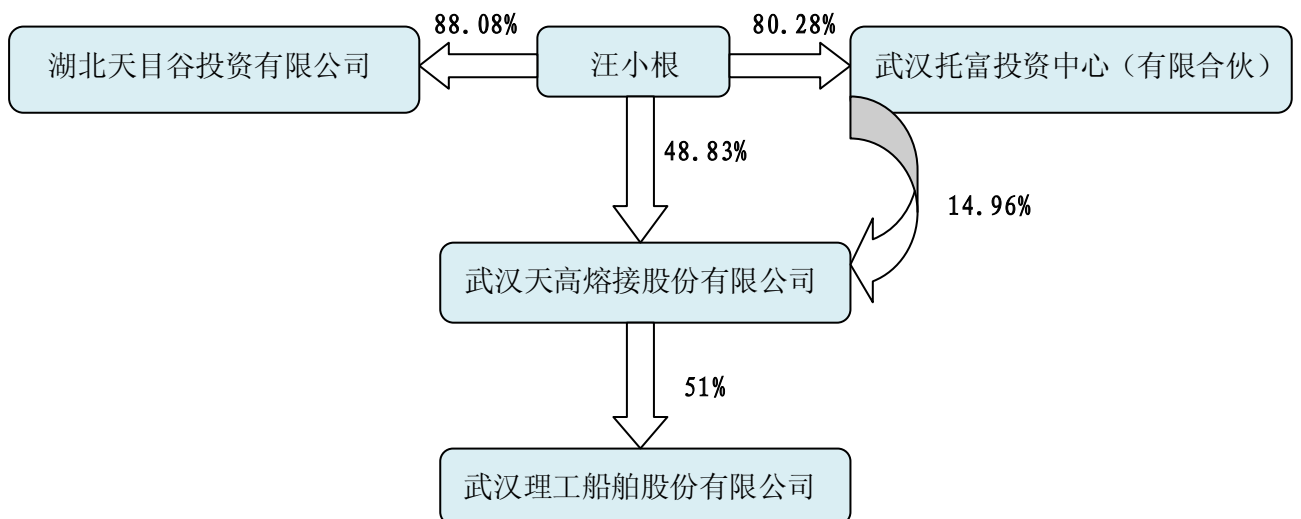 88.08%
80.28%
湖北天目谷投资有限公司
汪小根
武汉托富投资中心（有限合伙）
48.83%
14.96%
武汉天高熔接股份有限公司
51%
武汉理工船舶股份有限公司